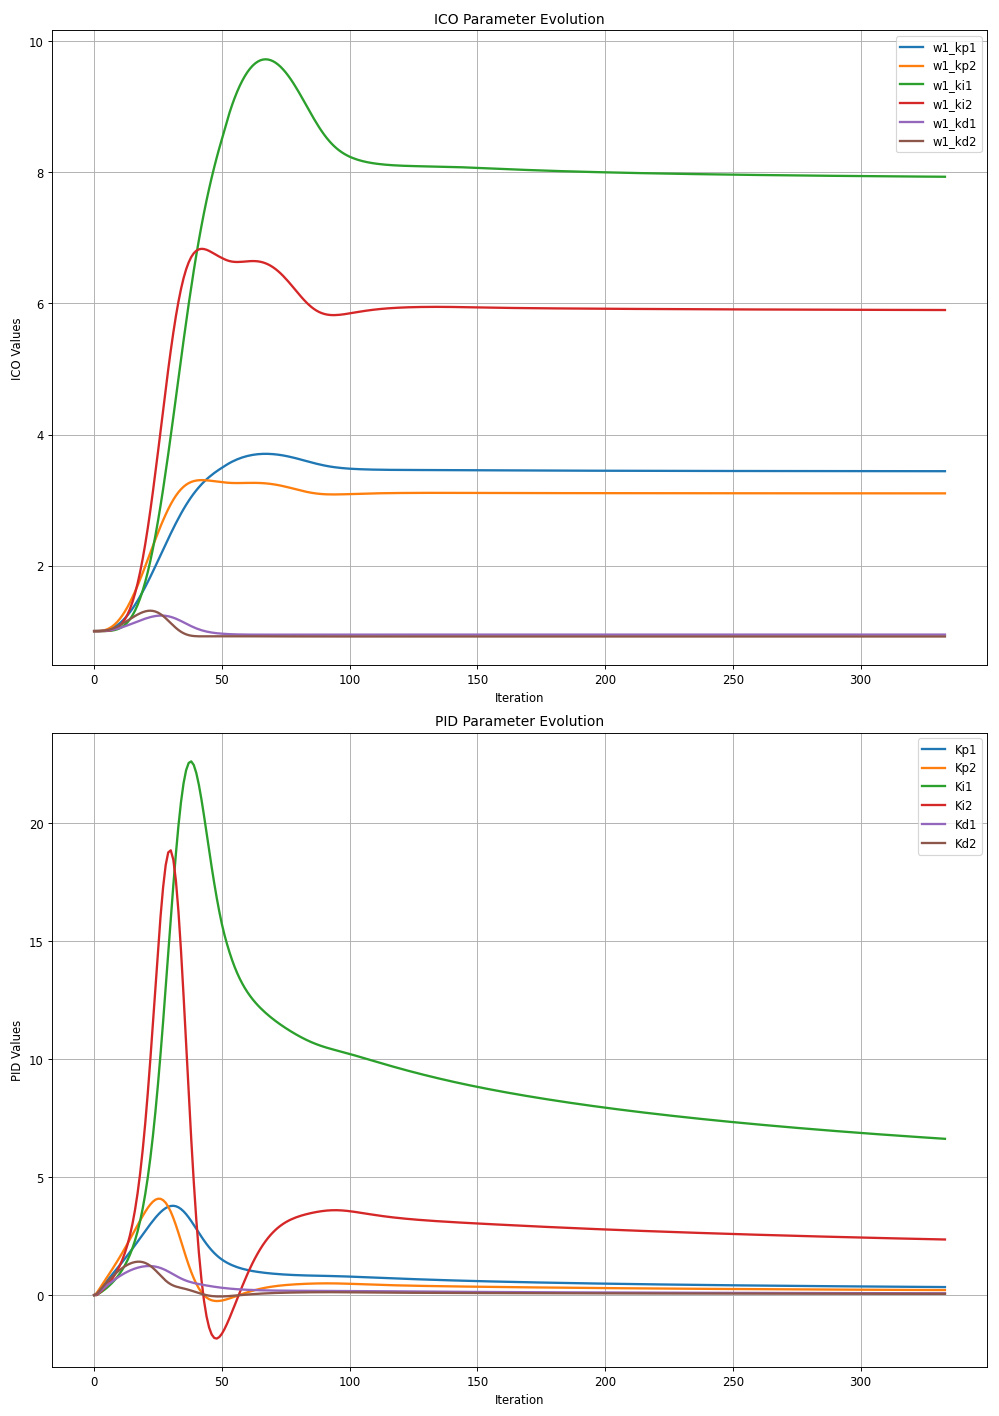 ICO Parameter Evolution
10
8
6
4
2
ICO Values
w1_kp1
w1_kp2
w1_ki1
w1_ki2
w1_kd1
w1_kd2
0 50 100 150 200 250 300
Iteration
PID Parameter Evolution
20
15
10
5
0
PID Values
Kp1
Kp2
Ki1
Ki2
Kd1
Kd2
0 50 100 150 200 250 300
Iteration